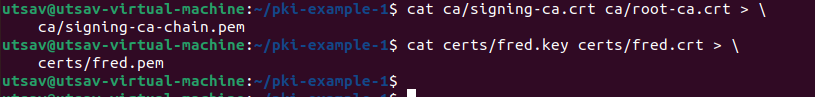 utsav@utsav-virtual-machine:~/pki-example-1$ cat ca/signing-ca.crt ca/root-ca.crt > \
    ca/signing-ca-chain.pem
utsav@utsav-virtual-machine:~/pki-example-1$ cat certs/fred.key certs/fred.crt > \
    certs/fred.pem
utsav@utsav-virtual-machine:~/pki-example-1$
utsav@utsav-virtual-machine:~/pki-example-1$